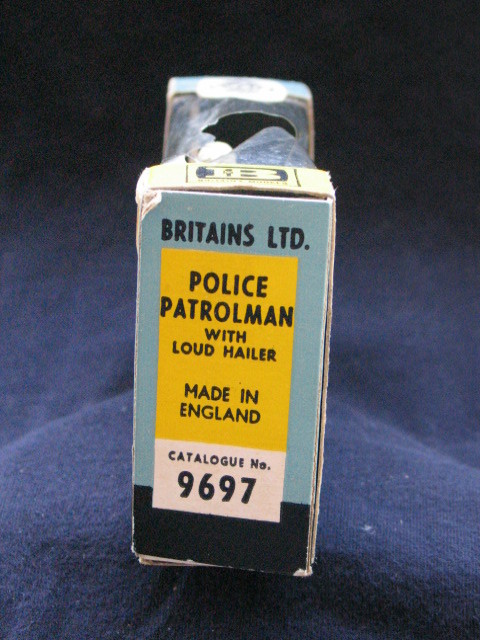 BRITAINS LTD.
POLICE
PATROLMAN
WITH
LOUD HAILER
MADE IN
ENGLAND
CATALOGUE No.
9697